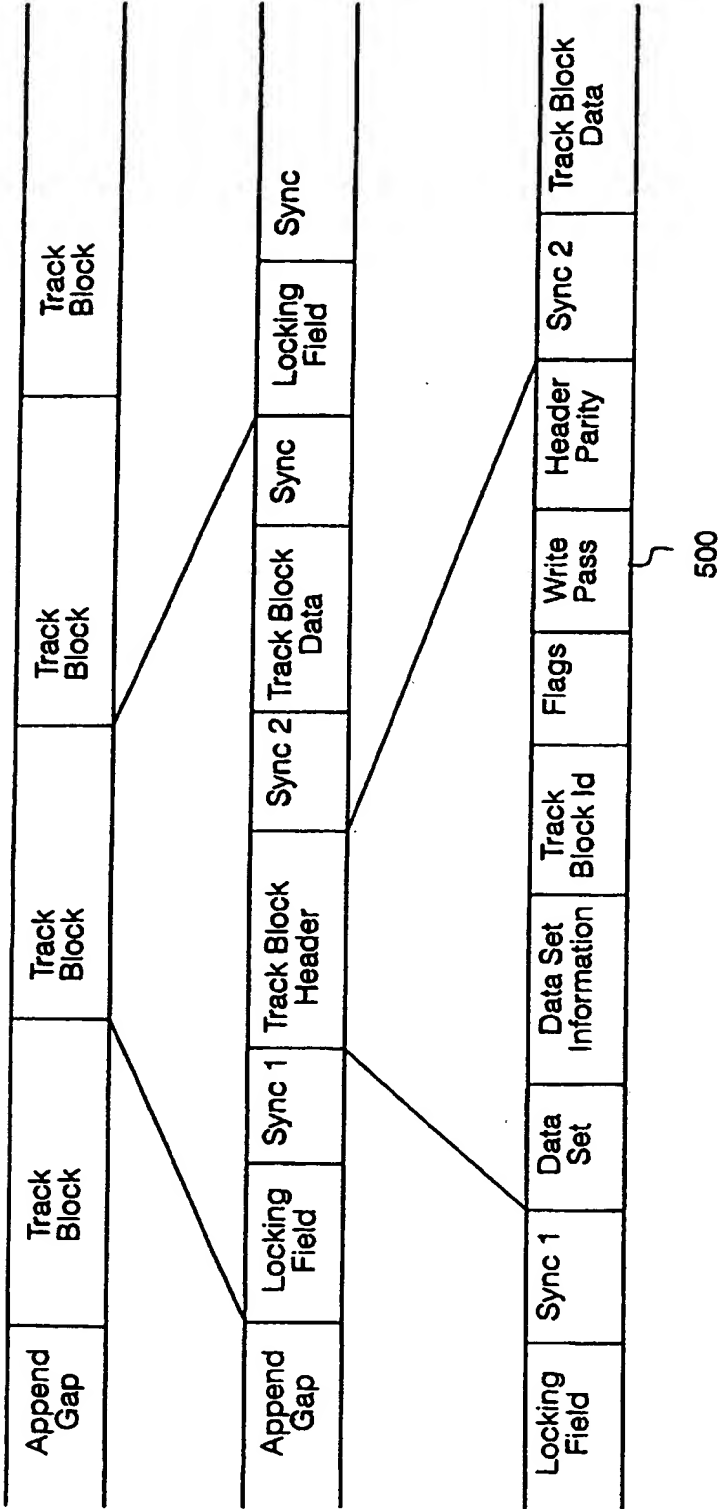 Append
Gap
Track
Block
Track
Block
Track
Block
Track
Block
Append
Gap
Locking
Field
Sync 1
Track Block
Header
Sync 2
Track Block
Data
Sync
Locking
Field
Sync
Locking
Field
Sync 1
Data
Set
Data Set
Information
Track
Block Id
Flags
Write
Pass
Header
Parity
Sync 2
Track Block
Data
500